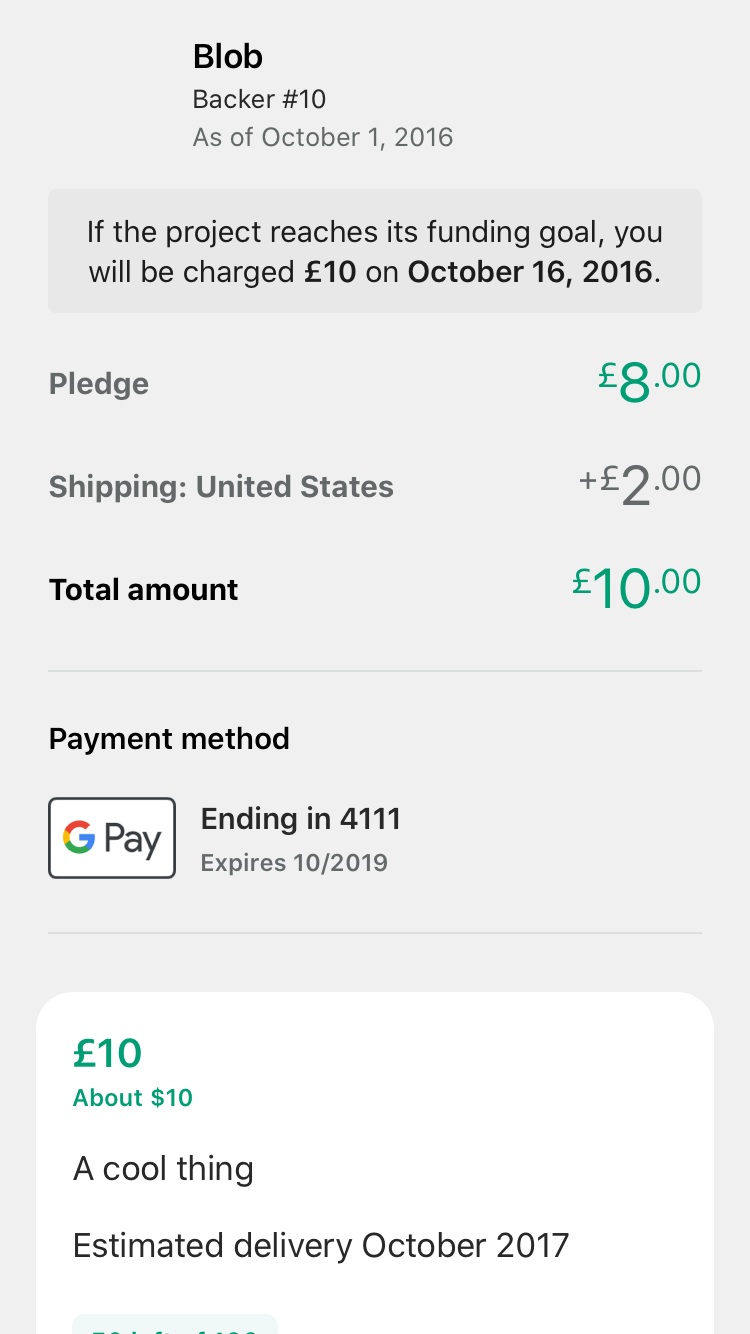 Blob
Backer #10
As of October 1, 2016
If the project reaches its funding goal, you
will be charged £10 on October 16, 2016.
Pledge £8.00
Shipping: United States +£2.00
Total amount £10.00
Payment method
G Pay
Ending in 4111
Expires 10/2019
£10
About $10
A cool thing
Estimated delivery October 2017